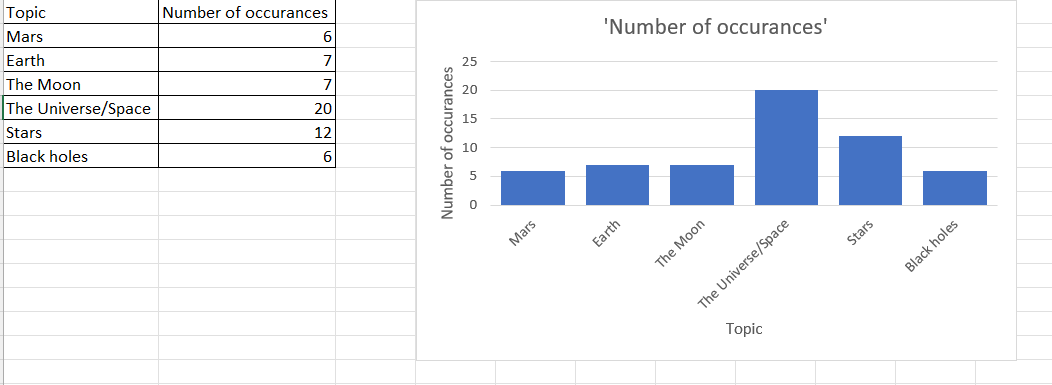 Topic Number of occurances
Mars 6
Earth 7
The Moon 7
The Universe/Space 20
Stars 12
Black holes 6
'Number of occurances'
Number of occurances
25
20
15
10
5
0
Mars
Earth
The Moon
The Universe/Space
Stars
Black holes
Topic